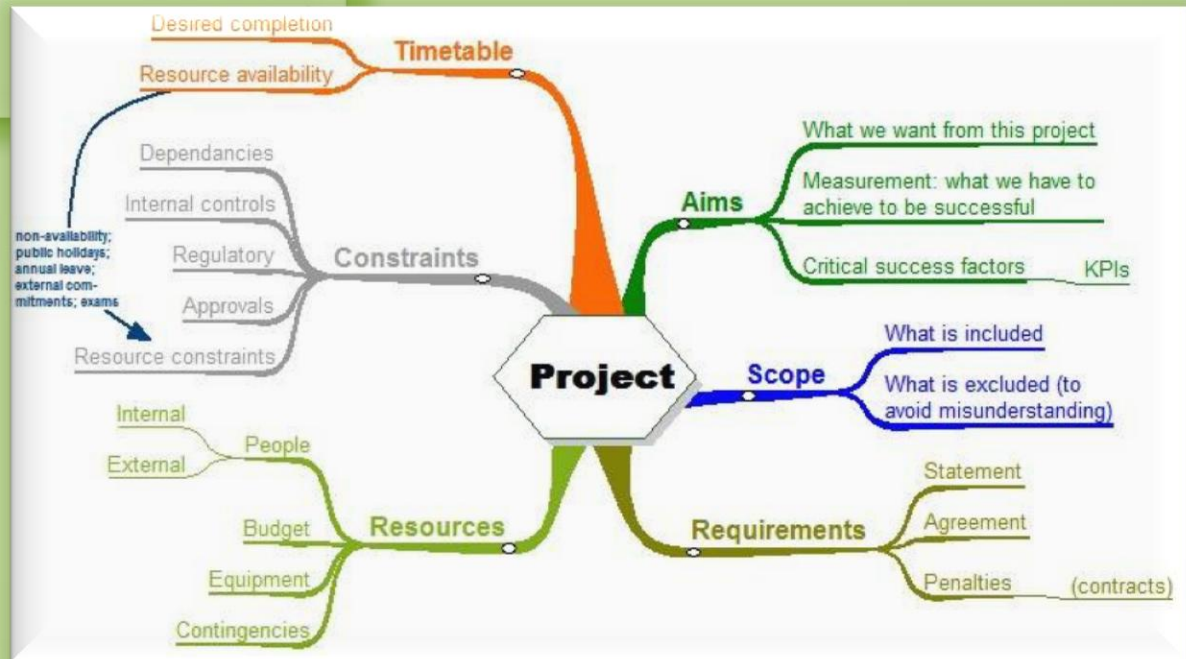 Desired completion
Timetable
Resource availability
Dependancies
Internal controls
Regulatory
Constraints
Approvals
Resource constraints
non-availability;
public holidays;
annual leave;
external com-
mitments; exams
What we want from this project
Aims
Measurement: what we have to
achieve to be successful
Critical success factors
KPIs
Project
Scope
What is included
What is excluded (to
avoid misunderstanding)
Internal
External
People
Resources
Budget
Equipment
Contingencies
Requirements
Statement
Agreement
Penalties
(contracts)